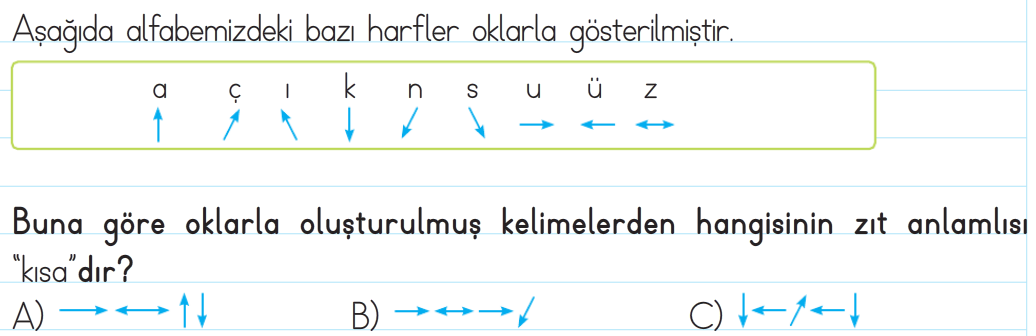 Aşağıda alfabemizdeki bazı harfler oklarla gösterilmiştir.
a ç ı k n s u ü z
↑ ↗ ↖ ↓ ↙ ↘ → ← ↔
Buna göre oklarla oluşturulmuş kelimelerden hangisinin zıt anlamlısı
"kısa"dır?
A) → ↔ ↑ ↓ B) → ↔ → ↙ C) ↓ ← ↗ ← ↓